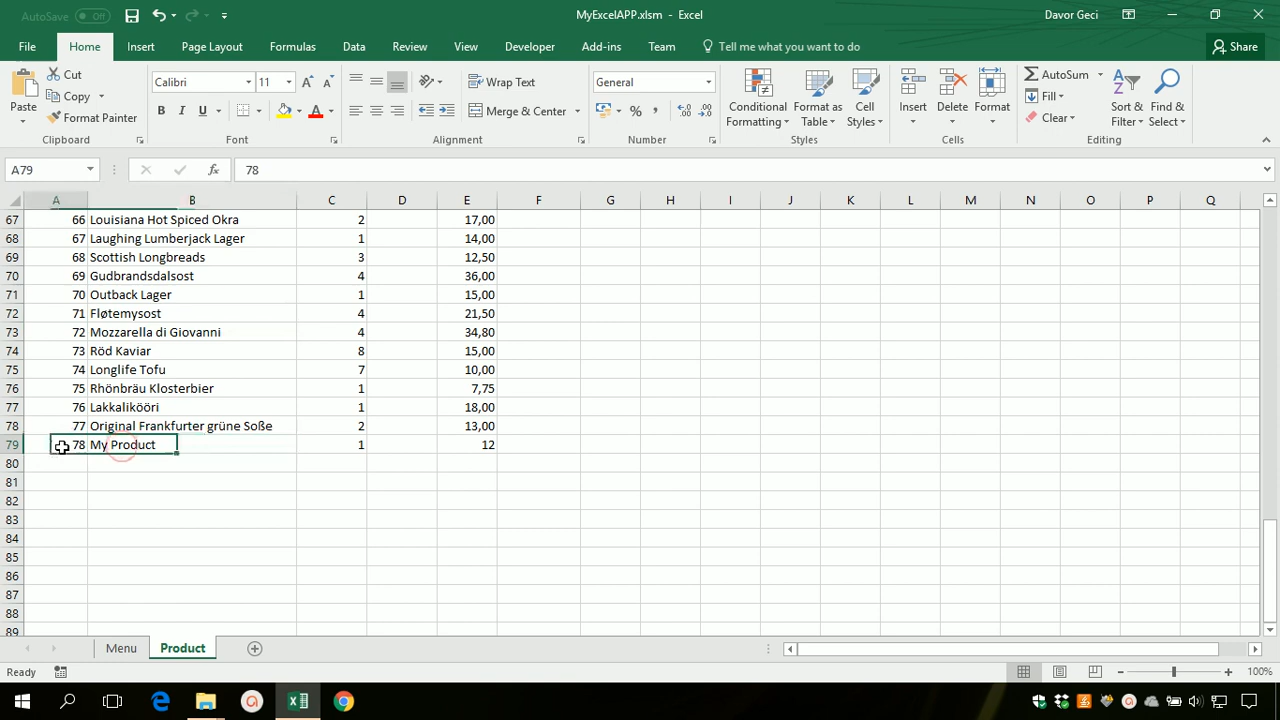 AutoSave Off MyExcelAPP.xlsm - Excel Davor Geci
File Home Insert Page Layout Formulas Data Review View Developer Add-ins Team Tell me what you want to do Share
Paste Cut Copy Format Painter Clipboard
Calibri 11 A A B I U A Font
Wrap Text Merge & Center Alignment
General % , Number
Conditional Formatting Format as Table Cell Styles Styles
Insert Delete Format Cells
AutoSum Fill Clear Sort & Filter Find & Select Editing
A79 fx 78
A B C D E F G H I J K L M N O P Q
67 66 Louisiana Hot Spiced Okra 2 17,00
68 67 Laughing Lumberjack Lager 1 14,00
69 68 Scottish Longbreads 3 12,50
70 69 Gudbrandsdalsost 4 36,00
71 70 Outback Lager 1 15,00
72 71 Fløtemysost 4 21,50
73 72 Mozzarella di Giovanni 4 34,80
74 73 Röd Kaviar 8 15,00
75 74 Longlife Tofu 7 10,00
76 75 Rhönbräu Klosterbier 1 7,75
77 76 Lakkalikööri 1 18,00
78 77 Original Frankfurter grüne Soße 2 13,00
79 78 My Product 1 12
80
81
82
83
84
85
86
87
88
89
Menu Product
Ready 100%